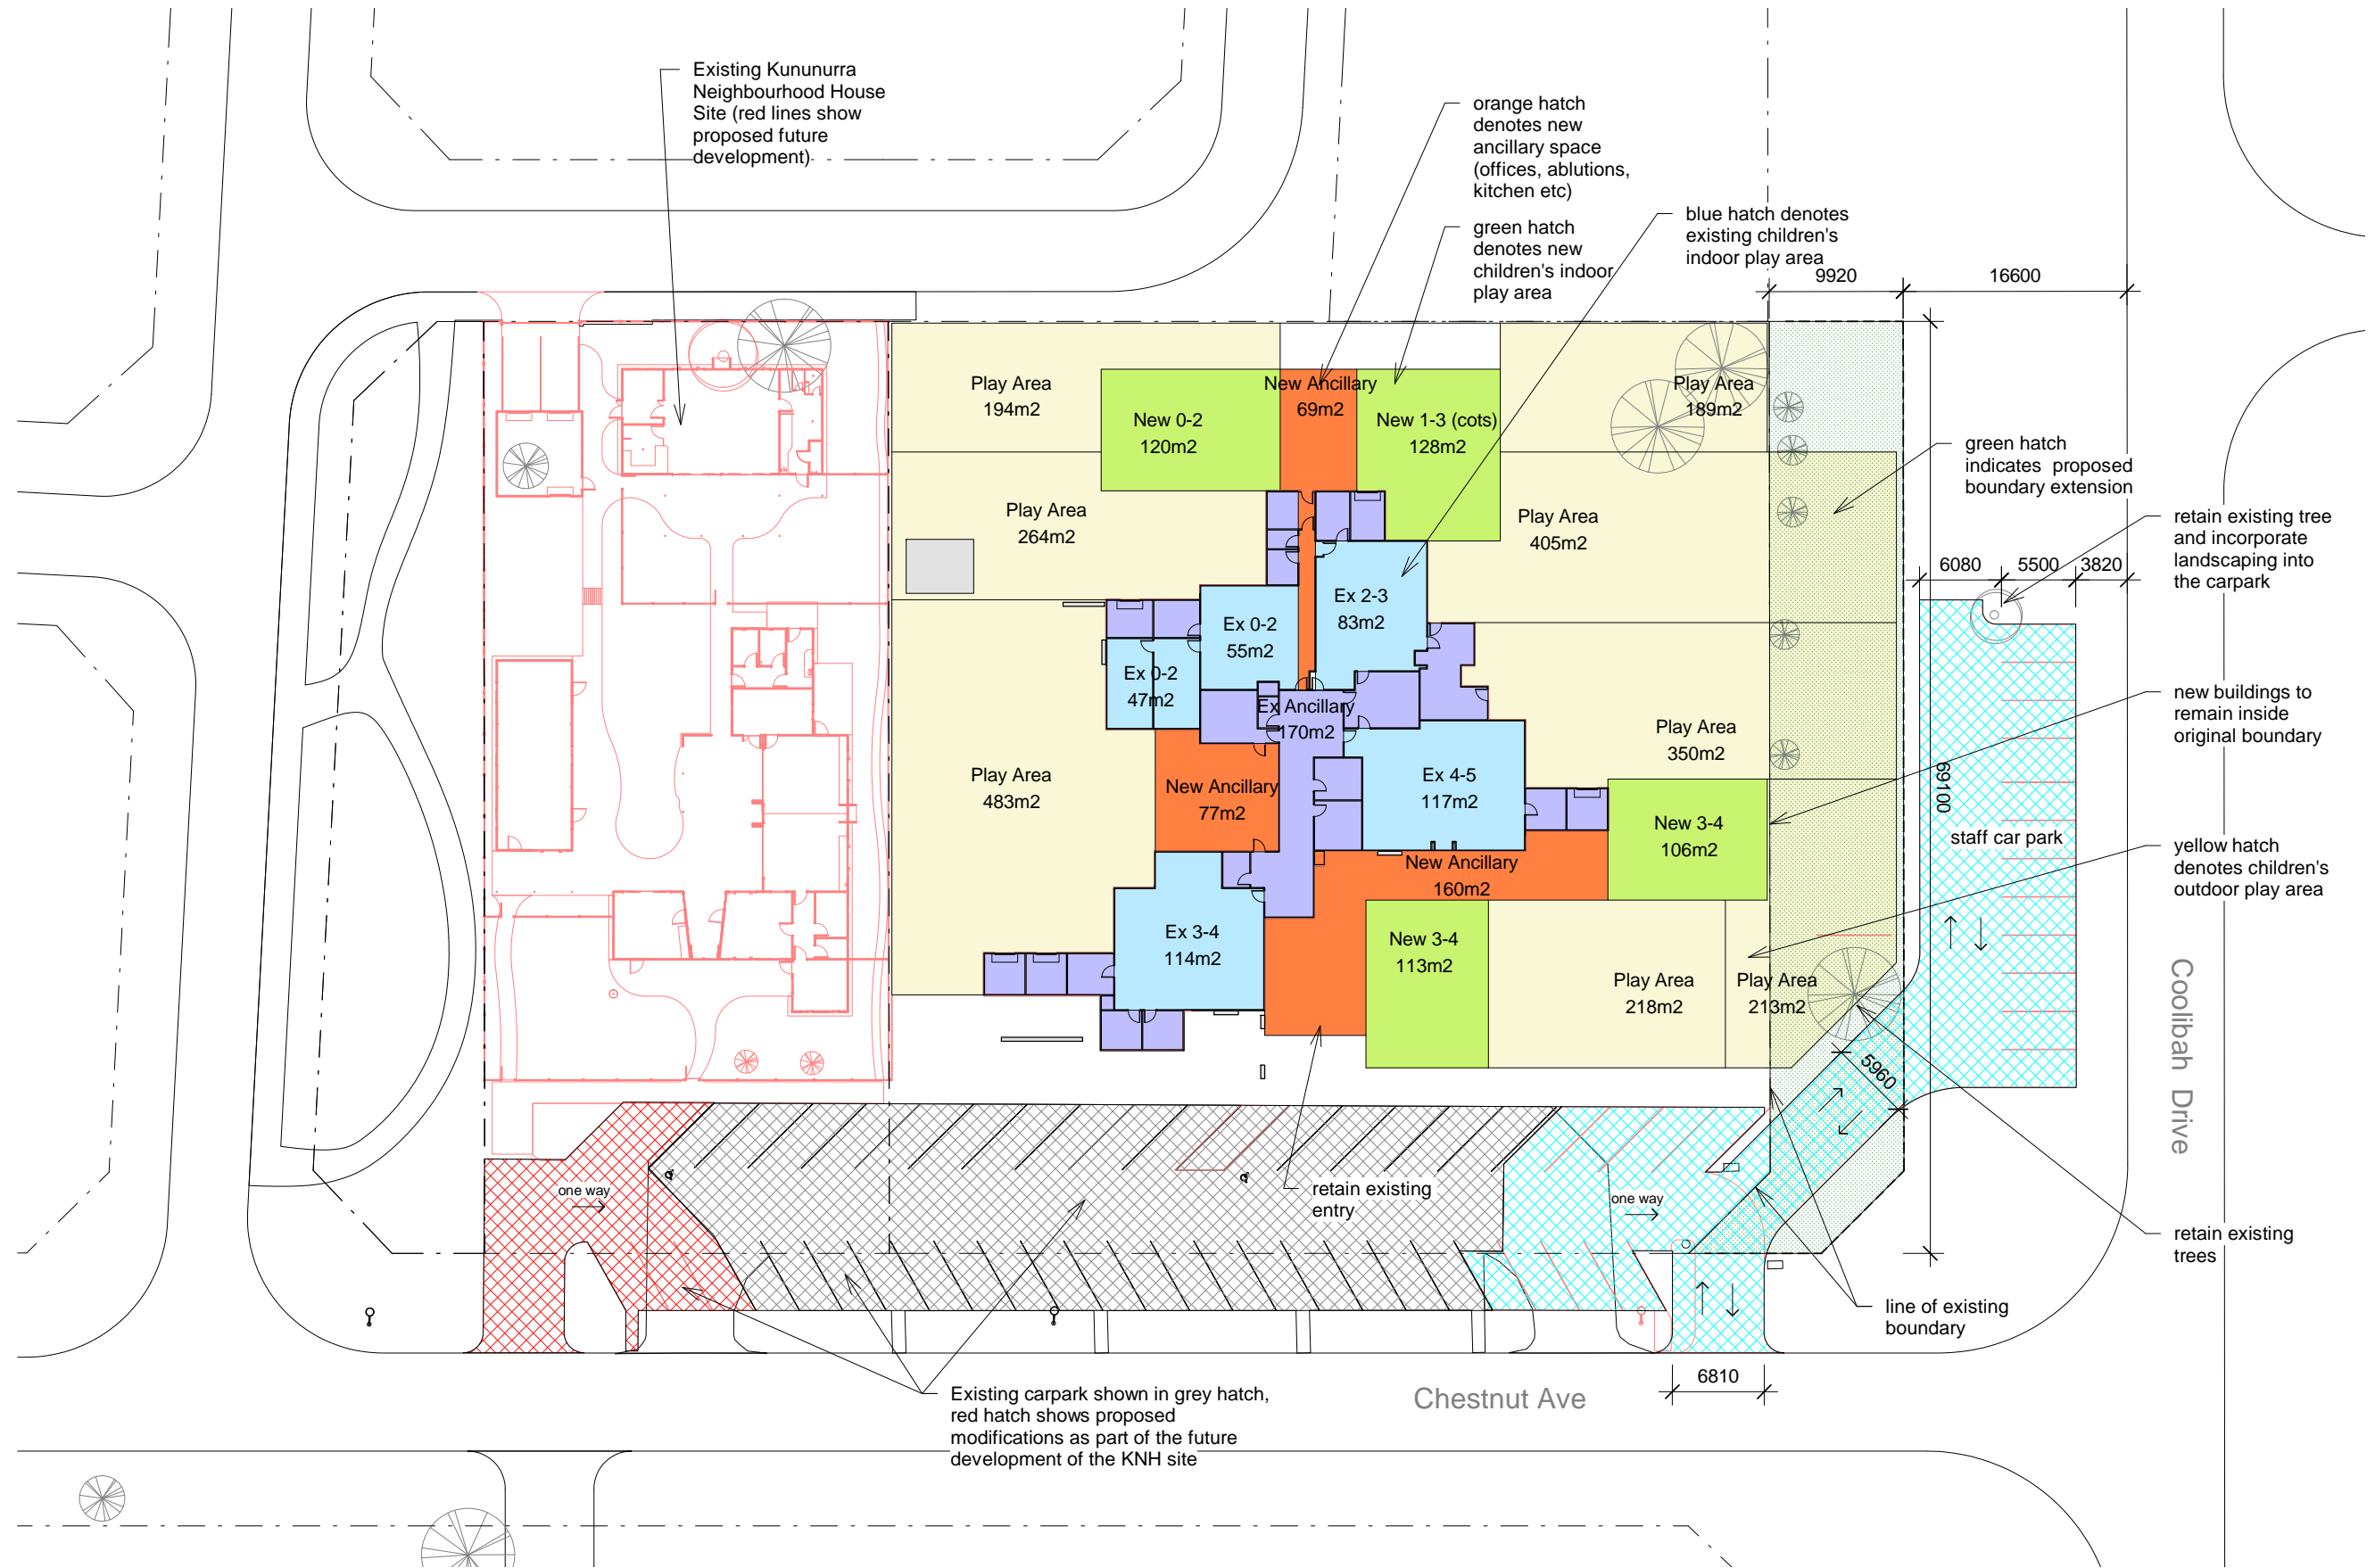 Existing Kununurra
Neighbourhood House
Site (red lines show
proposed future
development)
orange hatch
denotes new
ancillary space
(offices, ablutions,
kitchen etc)
green hatch
denotes new
children's indoor
play area
blue hatch denotes
existing children's
indoor play area
9920
16600
Play Area
194m2
New 0-2
120m2
New Ancillary
69m2
New 1-3 (cots)
128m2
Play Area
189m2
green hatch
indicates proposed
boundary extension
Play Area
264m2
Play Area
405m2
retain existing tree
and incorporate
landscaping into
the carpark
6080
5500
3820
Ex 2-3
83m2
Ex 0-2
55m2
Ex 0-2
47m2
Ex Ancillary
170m2
Play Area
350m2
new buildings to
remain inside
original boundary
Play Area
483m2
New Ancillary
77m2
Ex 4-5
117m2
69100
New 3-4
106m2
staff car park
New Ancillary
160m2
yellow hatch
denotes children's
outdoor play area
Ex 3-4
114m2
New 3-4
113m2
Play Area
218m2
Play Area
213m2
5960
Coolibah Drive
one way
retain existing
entry
one way
retain existing
trees
line of existing
boundary
6810
Existing carpark shown in grey hatch,
red hatch shows proposed
modifications as part of the future
development of the KNH site
Chestnut Ave